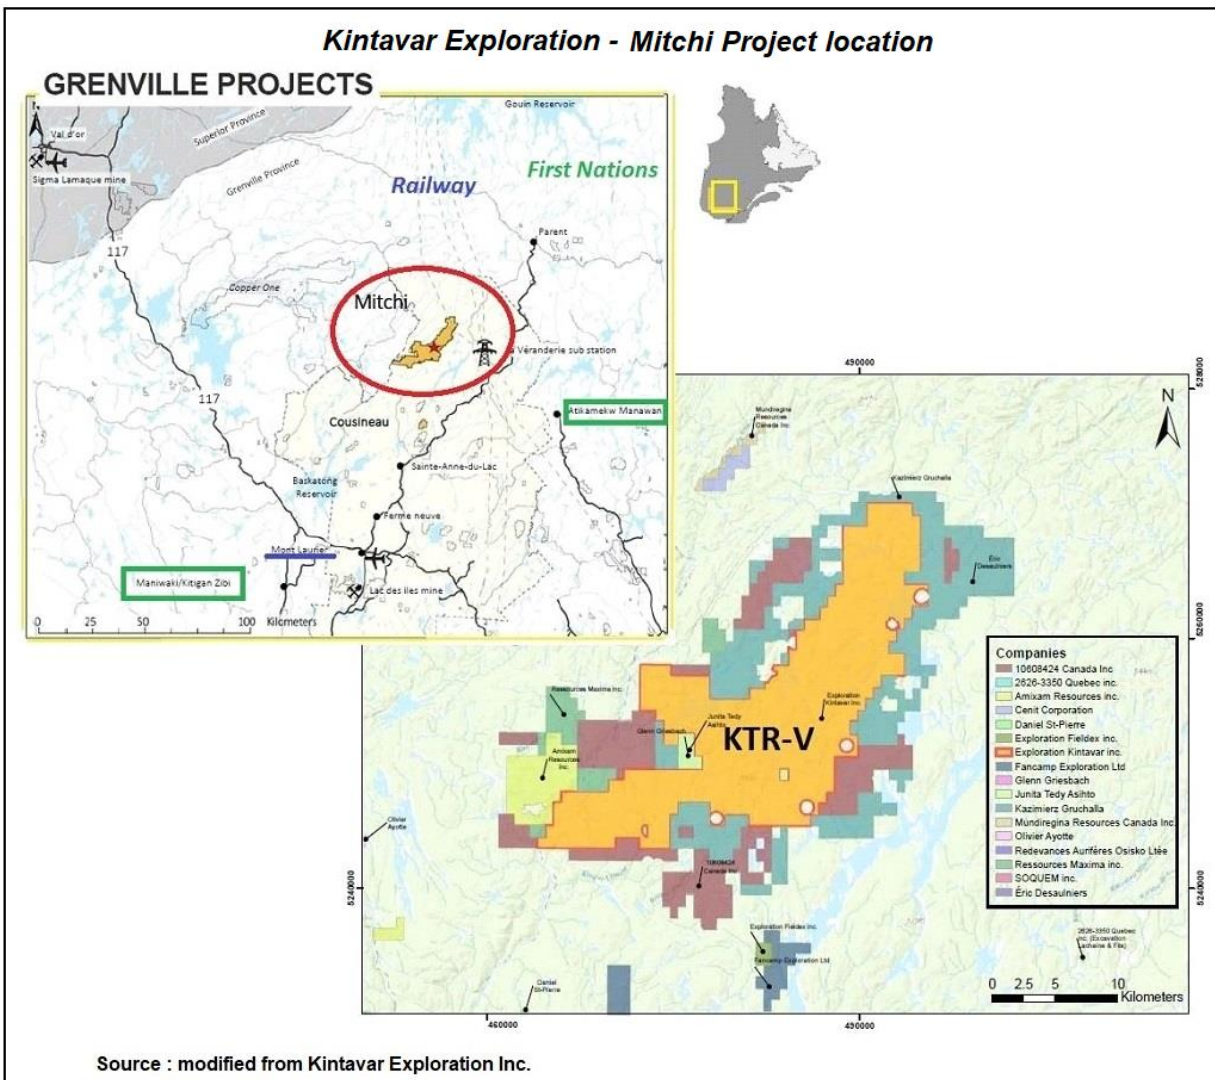 Kintavar Exploration - Mitchi Project location
GRENVILLE PROJECTS
N
Val d'or
Sigma Lamaque mine
Superior Province
Grenville Province
Gouin Reservoir
Railway
First Nations
Parent
117
Copper One
Mitchi
Véranderie sub station
117
Cousineau
Atikamekw Manawan
Sainte-Anne-du-Lac
Baskatong
Reservoir
Ferme neuve
Mont Laurier
Maniwaki/Kitigan Zibi
Lac des iles mine
0 25 50 100 Kilometers
490000
528000
N
Mundiregina
Resources
Canada Inc
Kazimierz Gruchalla
Éric
Desaulniers
5260000
Ressources Maxima inc.
Junita Tedy
Asihto
Glenn Griesbach
Exploration
Kintavar inc.
KTR-V
Amixam
Resources
inc.
Olivier
Ayotte
10608424
Canada Inc
5240000
5240000
Exploration Fieldex inc.
Fancamp Exploration Ltd
Daniel
St-Pierre
2626-3350 Quebec
inc. (Excavation
Lachaine & Fils)
Companies
10608424 Canada Inc
2626-3350 Quebec inc.
Amixam Resources inc.
Cenit Corporation
Daniel St-Pierre
Exploration Fieldex inc.
Exploration Kintavar inc.
Fancamp Exploration Ltd
Glenn Griesbach
Junita Tedy Asihto
Kazimierz Gruchalla
Mundiregina Resources Canada Inc.
Olivier Ayotte
Redevances Aurifères Osisko Ltée
Ressources Maxima inc.
SOQUEM inc.
Éric Desaulniers
0 2.5 5 10
Kilometers
460000
490000
Source : modified from Kintavar Exploration Inc.